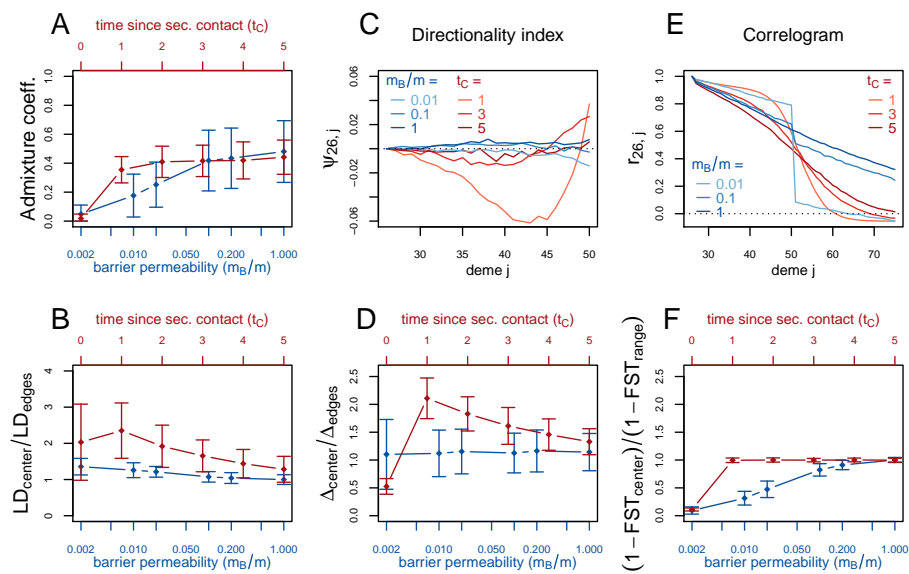 A
time since sec. contact (tC)
0 1 2 3 4 5
Admixture coeff.
0.0 0.2 0.4 0.6 0.8 1.0
0.002 0.010 0.050 0.200 1.000
barrier permeability (mB/m)
C
Directionality index
mB/m =
0.01
0.1
1
tC =
1
3
5
Ψ26, j
−0.06 0.00 0.06
30 35 40 45 50
deme j
E
Correlogram
tC =
1
3
5
mB/m =
0.01
0.1
1
r26, j
0.0 0.2 0.4 0.6 0.8 1.0
30 40 50 60 70
deme j
B
time since sec. contact (tC)
0 1 2 3 4 5
LDcenter/LDedges
0 1 2 3 4
0.002 0.010 0.050 0.200 1.000
barrier permeability (mB/m)
D
time since sec. contact (tC)
0 1 2 3 4 5
Δcenter/Δedges
0.0 0.5 1.0 1.5 2.0 2.5
0.002 0.010 0.050 0.200 1.000
barrier permeability (mB/m)
F
time since sec. contact (tC)
0 1 2 3 4 5
(1−FSTcenter)/(1−FSTrange)
0.0 0.5 1.0 1.5 2.0 2.5
0.002 0.010 0.050 0.200 1.000
barrier permeability (mB/m)